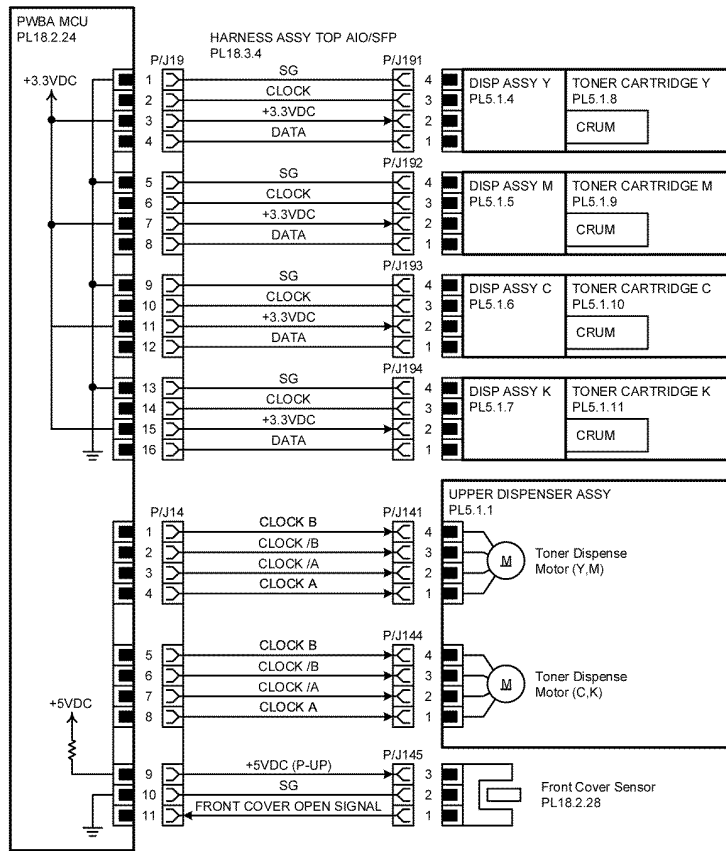 PWBA MCU
PL18.2.24
HARNESS ASSY TOP AIO/SFP
PL18.3.4
+3.3VDC
P/J19
P/J191
1 SG 4
2 CLOCK 3
3 +3.3VDC 2
4 DATA 1
DISP ASSY Y
PL5.1.4
TONER CARTRIDGE Y
PL5.1.8
CRUM
P/J192
5 SG 4
6 CLOCK 3
7 +3.3VDC 2
8 DATA 1
DISP ASSY M
PL5.1.5
TONER CARTRIDGE M
PL5.1.9
CRUM
P/J193
9 SG 4
10 CLOCK 3
11 +3.3VDC 2
12 DATA 1
DISP ASSY C
PL5.1.6
TONER CARTRIDGE C
PL5.1.10
CRUM
P/J194
13 SG 4
14 CLOCK 3
15 +3.3VDC 2
16 DATA 1
DISP ASSY K
PL5.1.7
TONER CARTRIDGE K
PL5.1.11
CRUM
UPPER DISPENSER ASSY
PL5.1.1
P/J14
P/J141
1 CLOCK B 4
2 CLOCK /B 3
3 CLOCK /A 2
4 CLOCK A 1
M
Toner Dispense
Motor (Y,M)
P/J144
5 CLOCK B 4
6 CLOCK /B 3
7 CLOCK /A 2
8 CLOCK A 1
M
Toner Dispense
Motor (C,K)
+5VDC
P/J145
9 +5VDC (P-UP) 3
10 SG 2
11 FRONT COVER OPEN SIGNAL 1
Front Cover Sensor
PL18.2.28